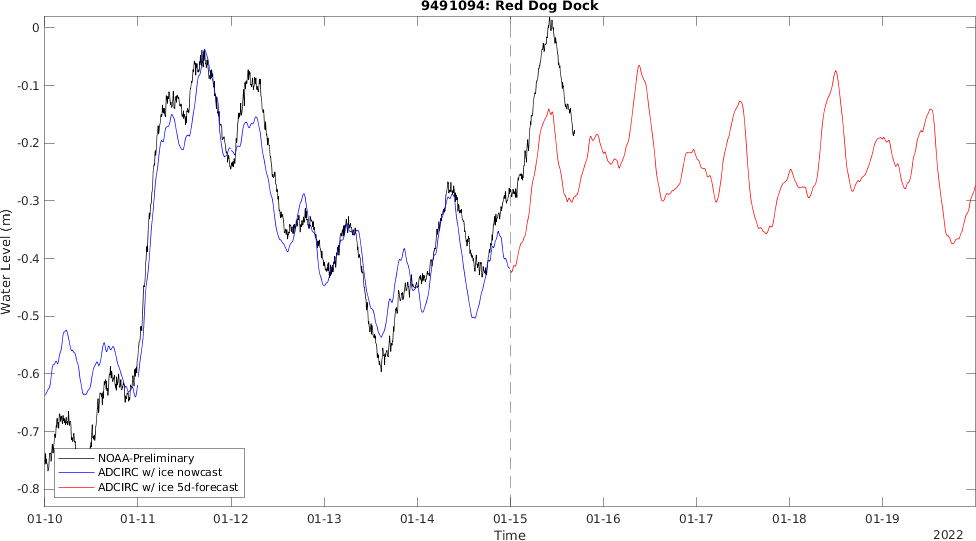 9491094: Red Dog Dock
0
-0.1
-0.2
-0.3
-0.4
-0.5
-0.6
-0.7
-0.8
Water Level (m)
NOAA-Preliminary
ADCIRC w/ ice nowcast
ADCIRC w/ ice 5d-forecast
01-10 01-11 01-12 01-13 01-14 01-15 01-16 01-17 01-18 01-19
Time
2022